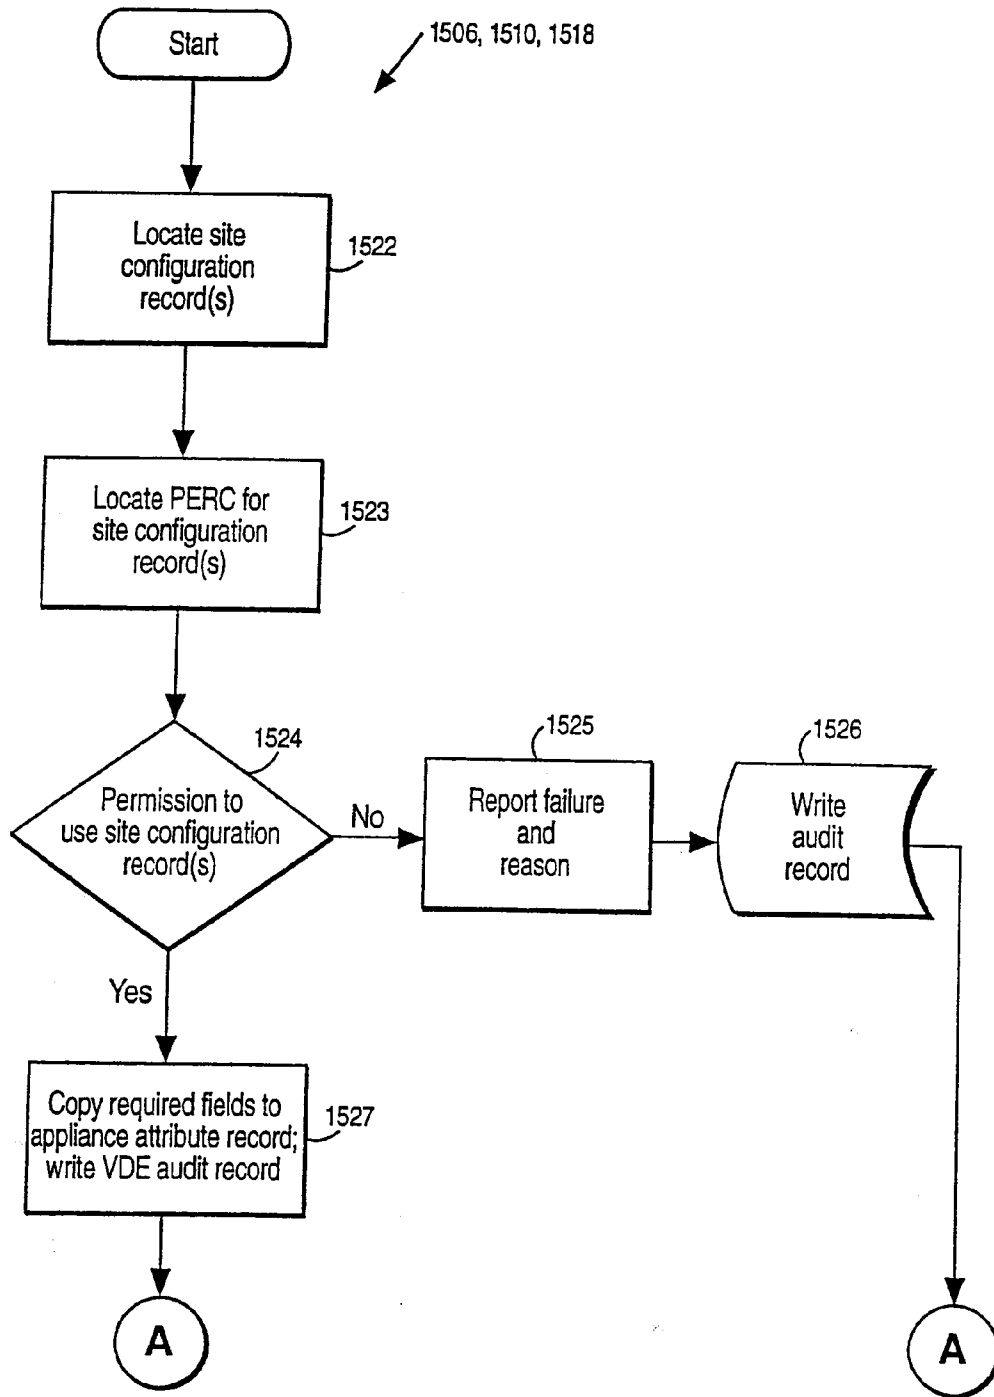 Start
1506, 1510, 1518
Locate site
configuration
record(s)
1522
Locate PERC for
site configuration
record(s)
1523
1524
Permission to
use site configuration
record(s)
No
1525
Report failure
and
reason
1526
Write
audit
record
Yes
Copy required fields to
appliance attribute record;
write VDE audit record
1527
A
A